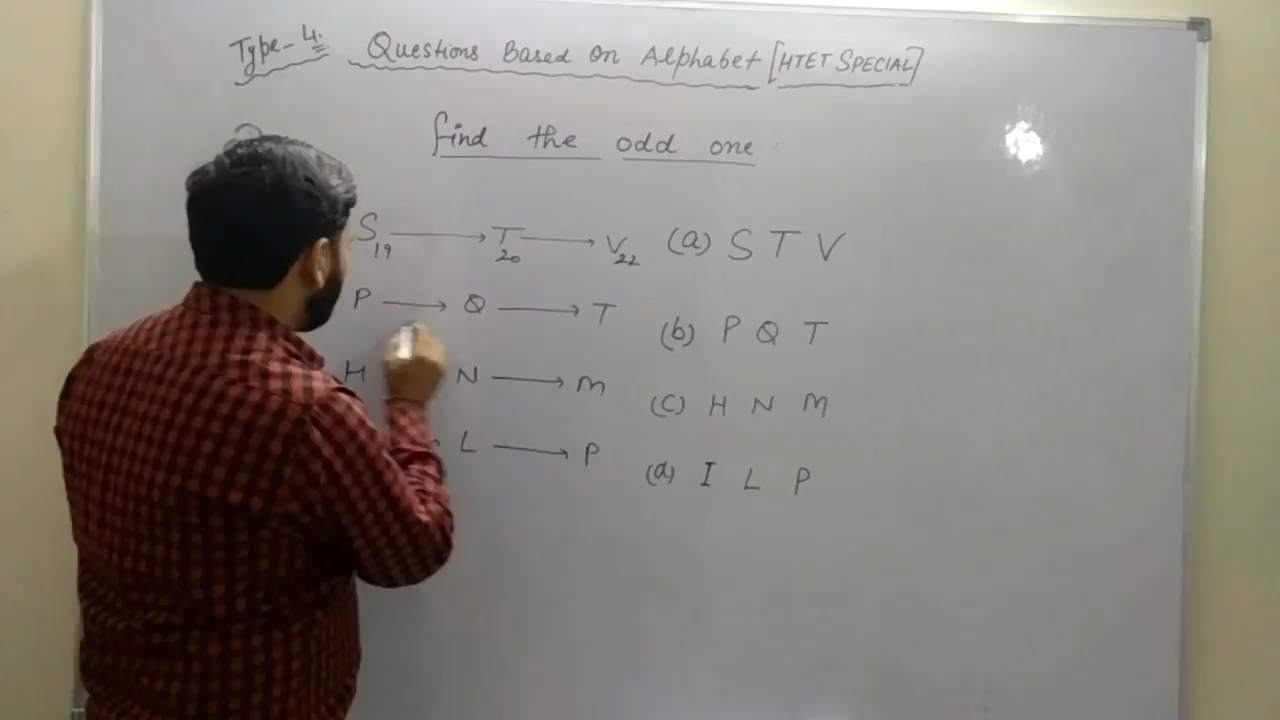 Type-4. Questions Based on Alphabet [HTET SPECIAL]
find the odd one:
S19 → T20 → V22 (a) S T V
P → Q → T (b) P Q T
H N → M (c) H N M
L → P (d) I L P